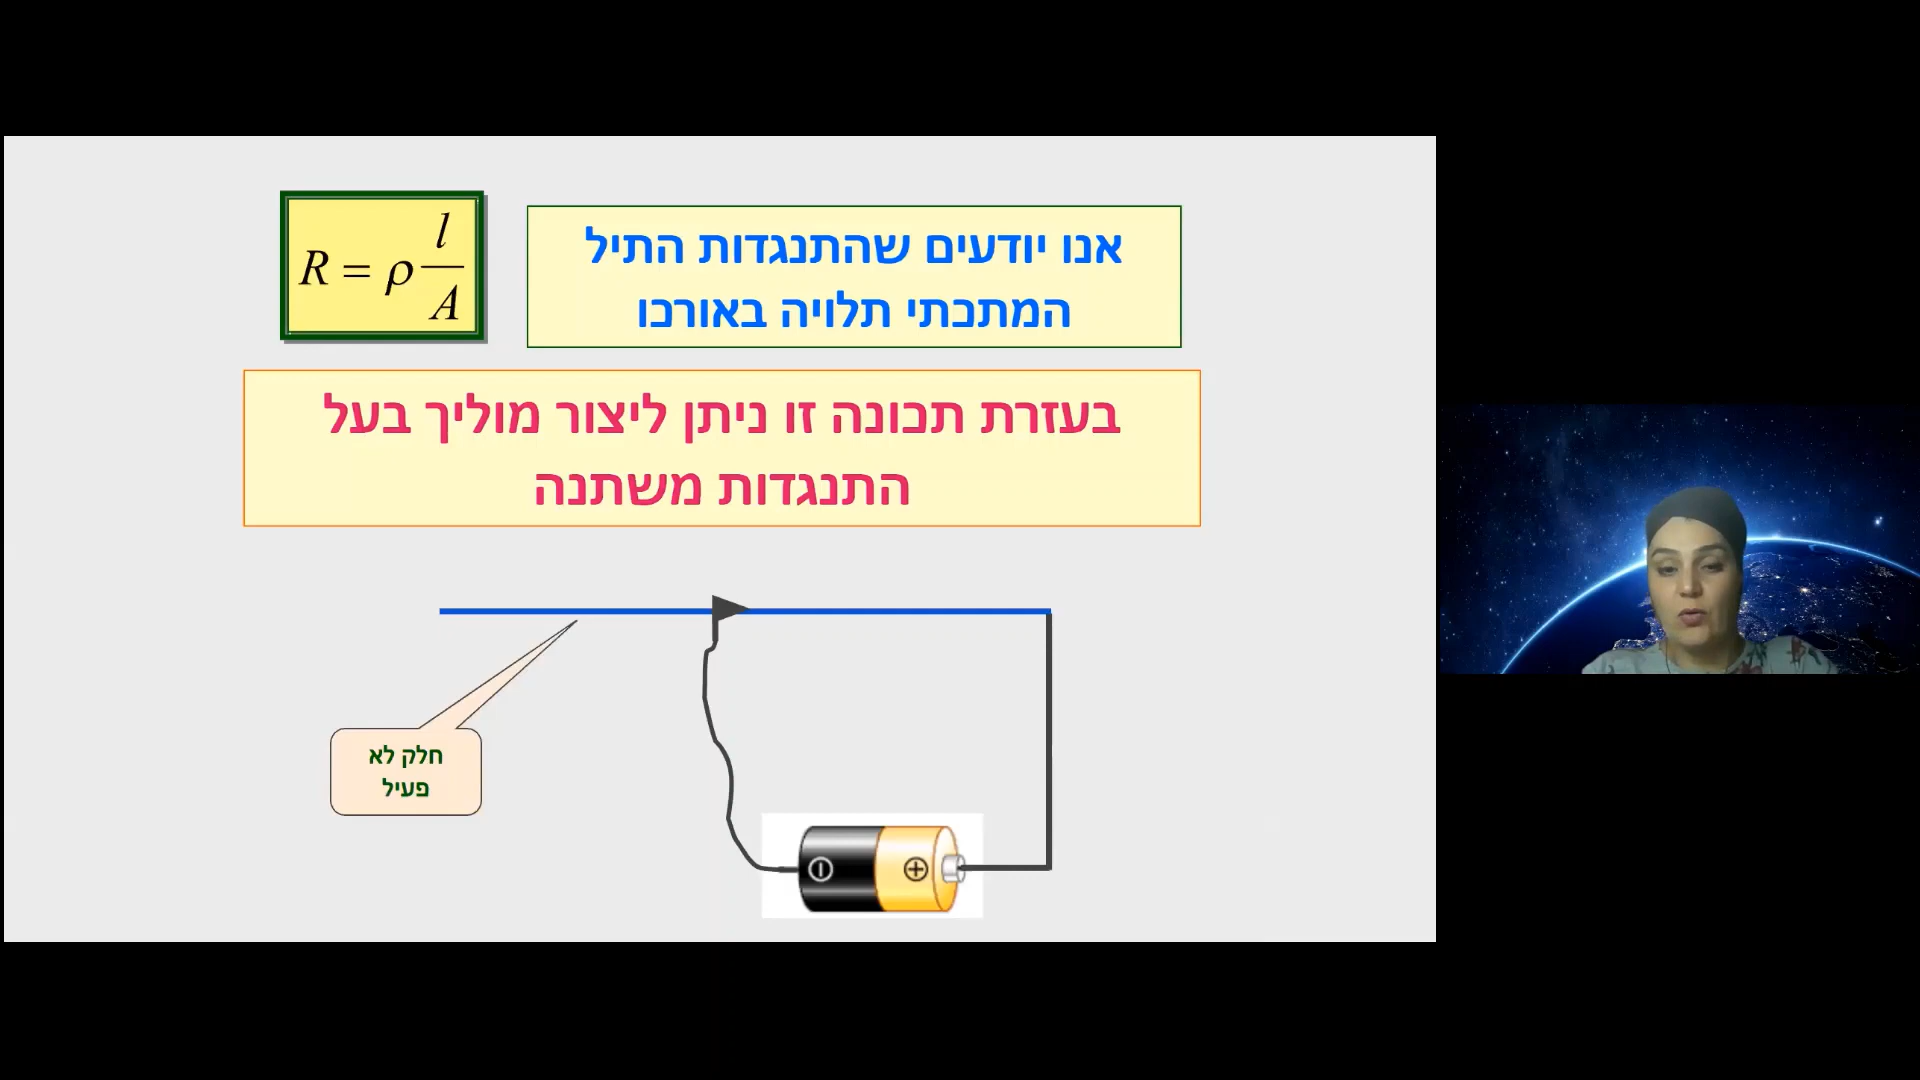 אנו יודעים שהתנגדות התיל
המתכתי תלויה באורכו
R = ρ l / A
בעזרת תכונה זו ניתן ליצור מוליך בעל
התנגדות משתנה
חלק לא
פעיל